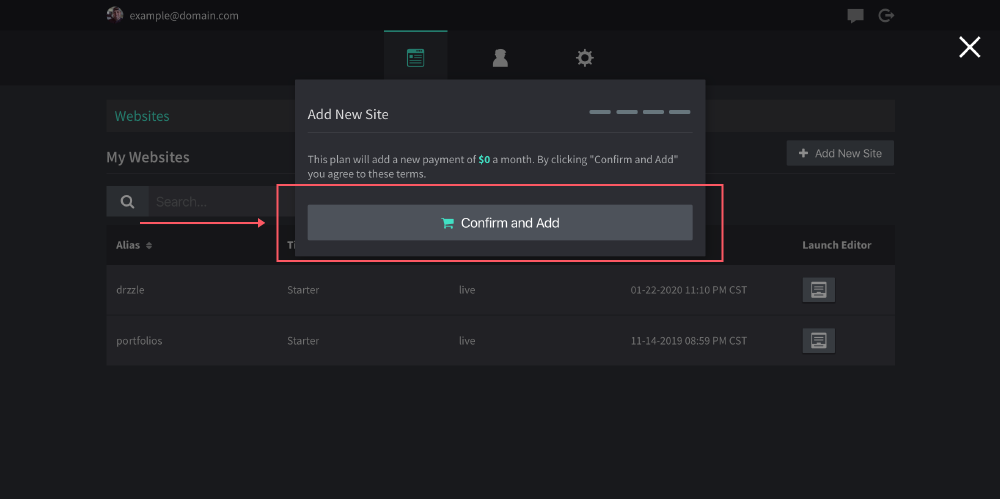 example@domain.com
Add New Site
Websites
This plan will add a new payment of $0 a month. By clicking "Confirm and Add"
you agree to these terms.
My Websites
Add New Site
Search...
Confirm and Add
Alias
Launch Editor
drzzle Starter live 01-22-2020 11:10 PM CST
portfolios Starter live 11-14-2019 08:59 PM CST